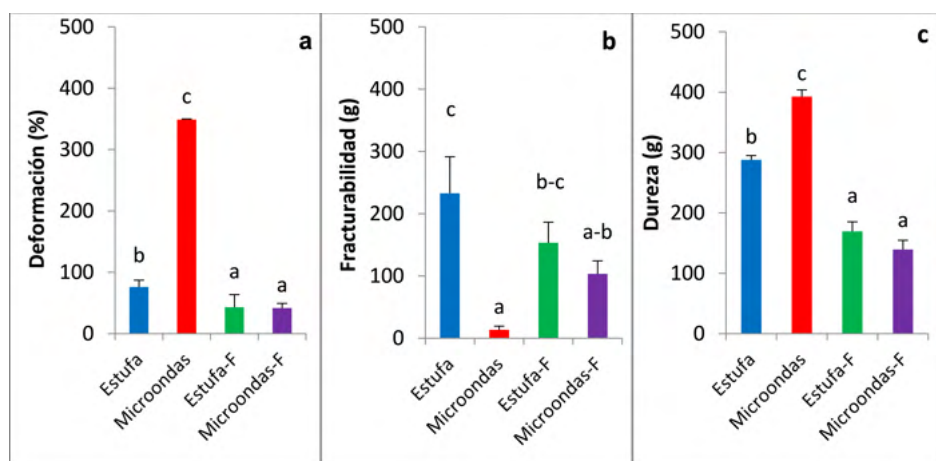 a
Deformación (%)
500
400
300
200
100
0
b
c
a
a
Estufa
Microondas
Estufa-F
Microondas-F
b
Fracturabilidad (g)
500
400
300
200
100
0
c
a
b-c
a-b
Estufa
Microondas
Estufa-F
Microondas-F
c
Dureza (g)
500
400
300
200
100
0
b
c
a
a
Estufa
Microondas
Estufa-F
Microondas-F